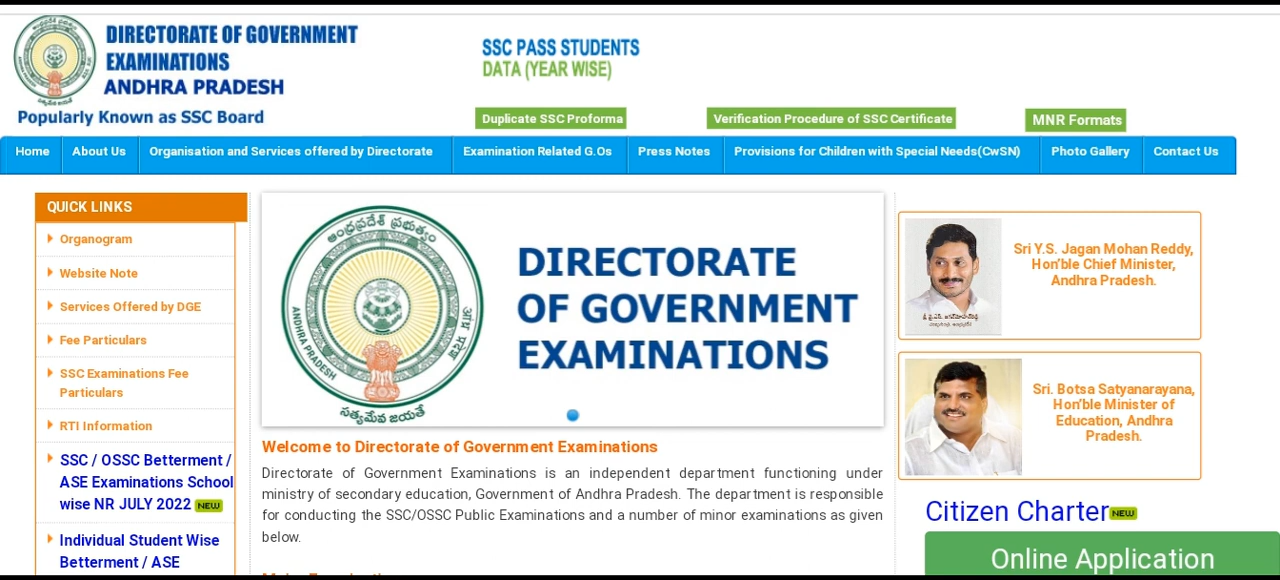 DIRECTORATE OF GOVERNMENT
EXAMINATIONS
ANDHRA PRADESH
Popularly Known as SSC Board
SSC PASS STUDENTS
DATA (YEAR WISE)
Duplicate SSC Proforma
Verification Procedure of SSC Certificate
MNR Formats
Home
About Us
Organisation and Services offered by Directorate
Examination Related G.Os
Press Notes
Provisions for Children with Special Needs(CwSN)
Photo Gallery
Contact Us
QUICK LINKS
Organogram
Website Note
Services Offered by DGE
Fee Particulars
SSC Examinations Fee
Particulars
RTI Information
SSC / OSSC Betterment /
ASE Examinations School
wise NR JULY 2022 NEW
Individual Student Wise
Betterment / ASE
ఆంధ్రప్రదేశ్ ప్రభుత్వం
ANDHRA PRADESH
आंध्र प्रदेश
సత్యమేవ జయతే
DIRECTORATE
OF GOVERNMENT
EXAMINATIONS
Welcome to Directorate of Government Examinations
Directorate of Government Examinations is an independent department functioning under
ministry of secondary education, Government of Andhra Pradesh. The department is responsible
for conducting the SSC/OSSC Public Examinations and a number of minor examinations as given
below.
Sri Y.S. Jagan Mohan Reddy,
Hon'ble Chief Minister,
Andhra Pradesh.
Sri. Botsa Satyanarayana,
Hon'ble Minister of
Education, Andhra
Pradesh.
Citizen Charter NEW
Online Application